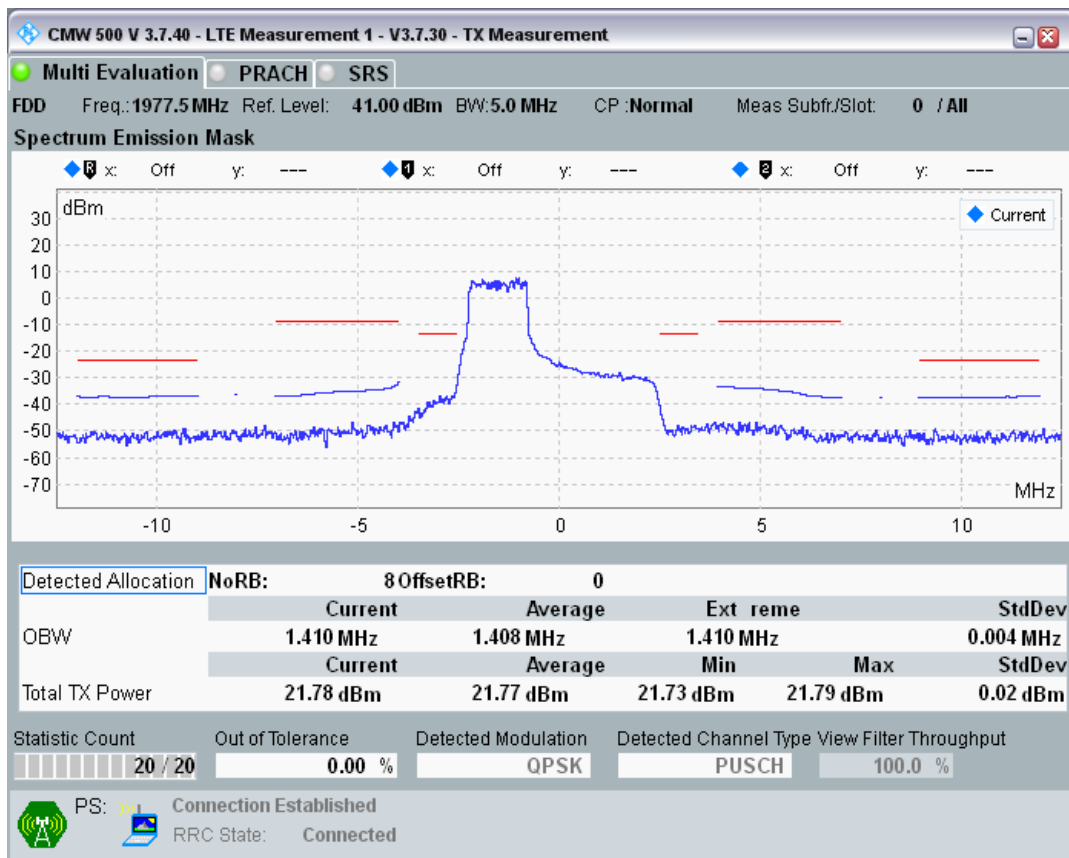 CMW 500 V 3.7.40 - LTE Measurement 1 - V3.7.30 - TX Measurement
Multi Evaluation PRACH SRS
FDD Freq.: 1977.5 MHz Ref. Level: 41.00 dBm BW: 5.0 MHz CP : Normal Meas Subfr./Slot: 0 / All
Spectrum Emission Mask
R x: Off y: --- 1 x: Off y: --- 2 x: Off y: ---
dBm
Current
30
20
10
0
-10
-20
-30
-40
-50
-60
-70
MHz
-10 -5 0 5 10
Detected Allocation NoRB: 8 OffsetRB: 0
Current Average Ext reme StdDev
OBW 1.410 MHz 1.408 MHz 1.410 MHz 0.004 MHz
Current Average Min Max StdDev
Total TX Power 21.78 dBm 21.77 dBm 21.73 dBm 21.79 dBm 0.02 dBm
Statistic Count Out of Tolerance Detected Modulation Detected Channel Type View Filter Throughput
20 / 20 0.00 % QPSK PUSCH 100.0 %
PS: Connection Established
RRC State: Connected